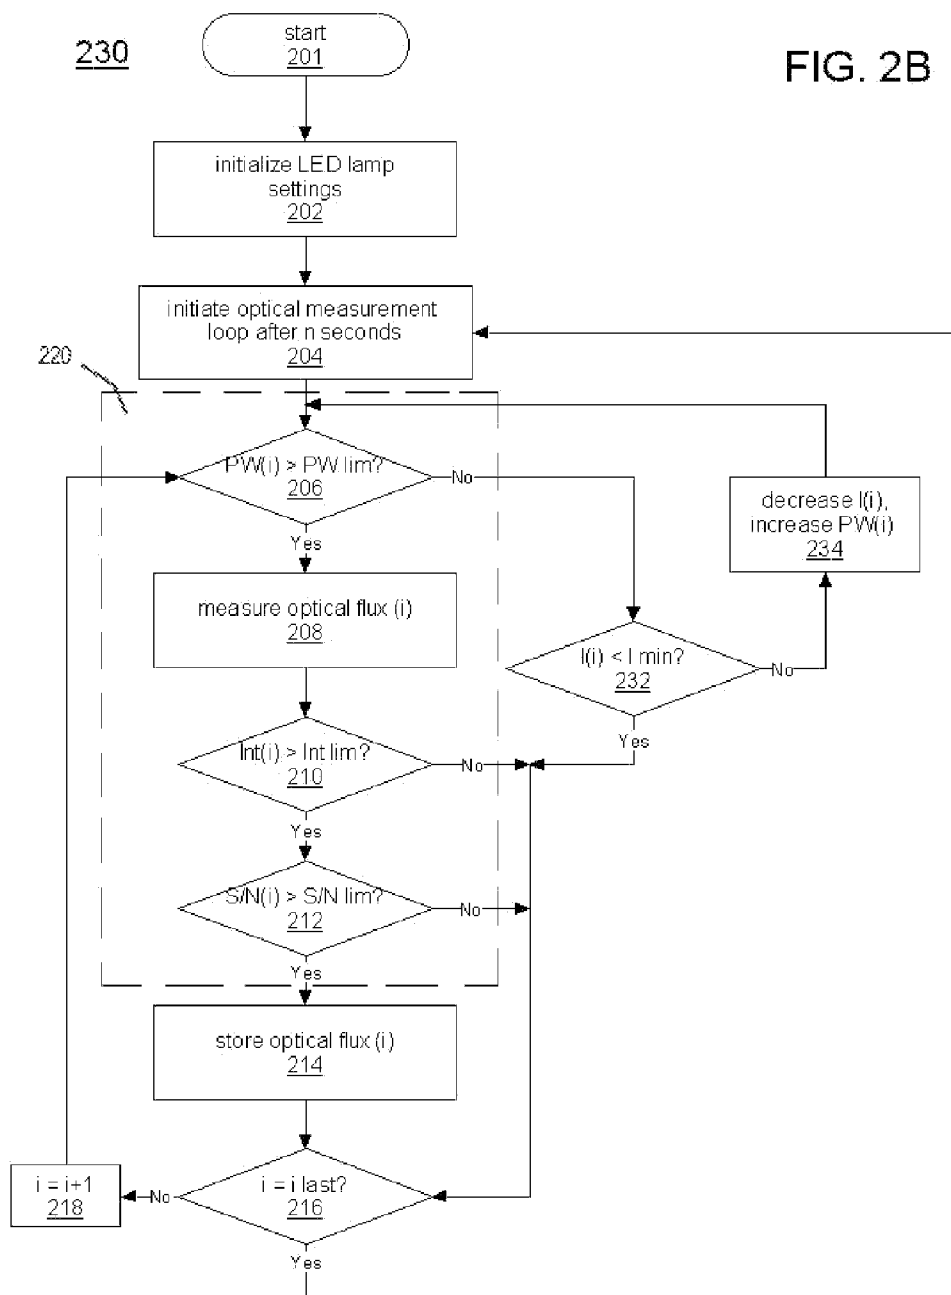 230
start
201
FIG. 2B
initialize LED lamp
settings
202
initiate optical measurement
loop after n seconds
204
220
PW(i) > PW lim?
206
No
Yes
decrease I(i),
increase PW(i)
234
measure optical flux (i)
208
I(i) < I min?
232
No
Yes
Int(i) > Int lim?
210
No
Yes
S/N(i) > S/N lim?
212
No
Yes
store optical flux (i)
214
i = i+1
218
No
i = i last?
216
Yes